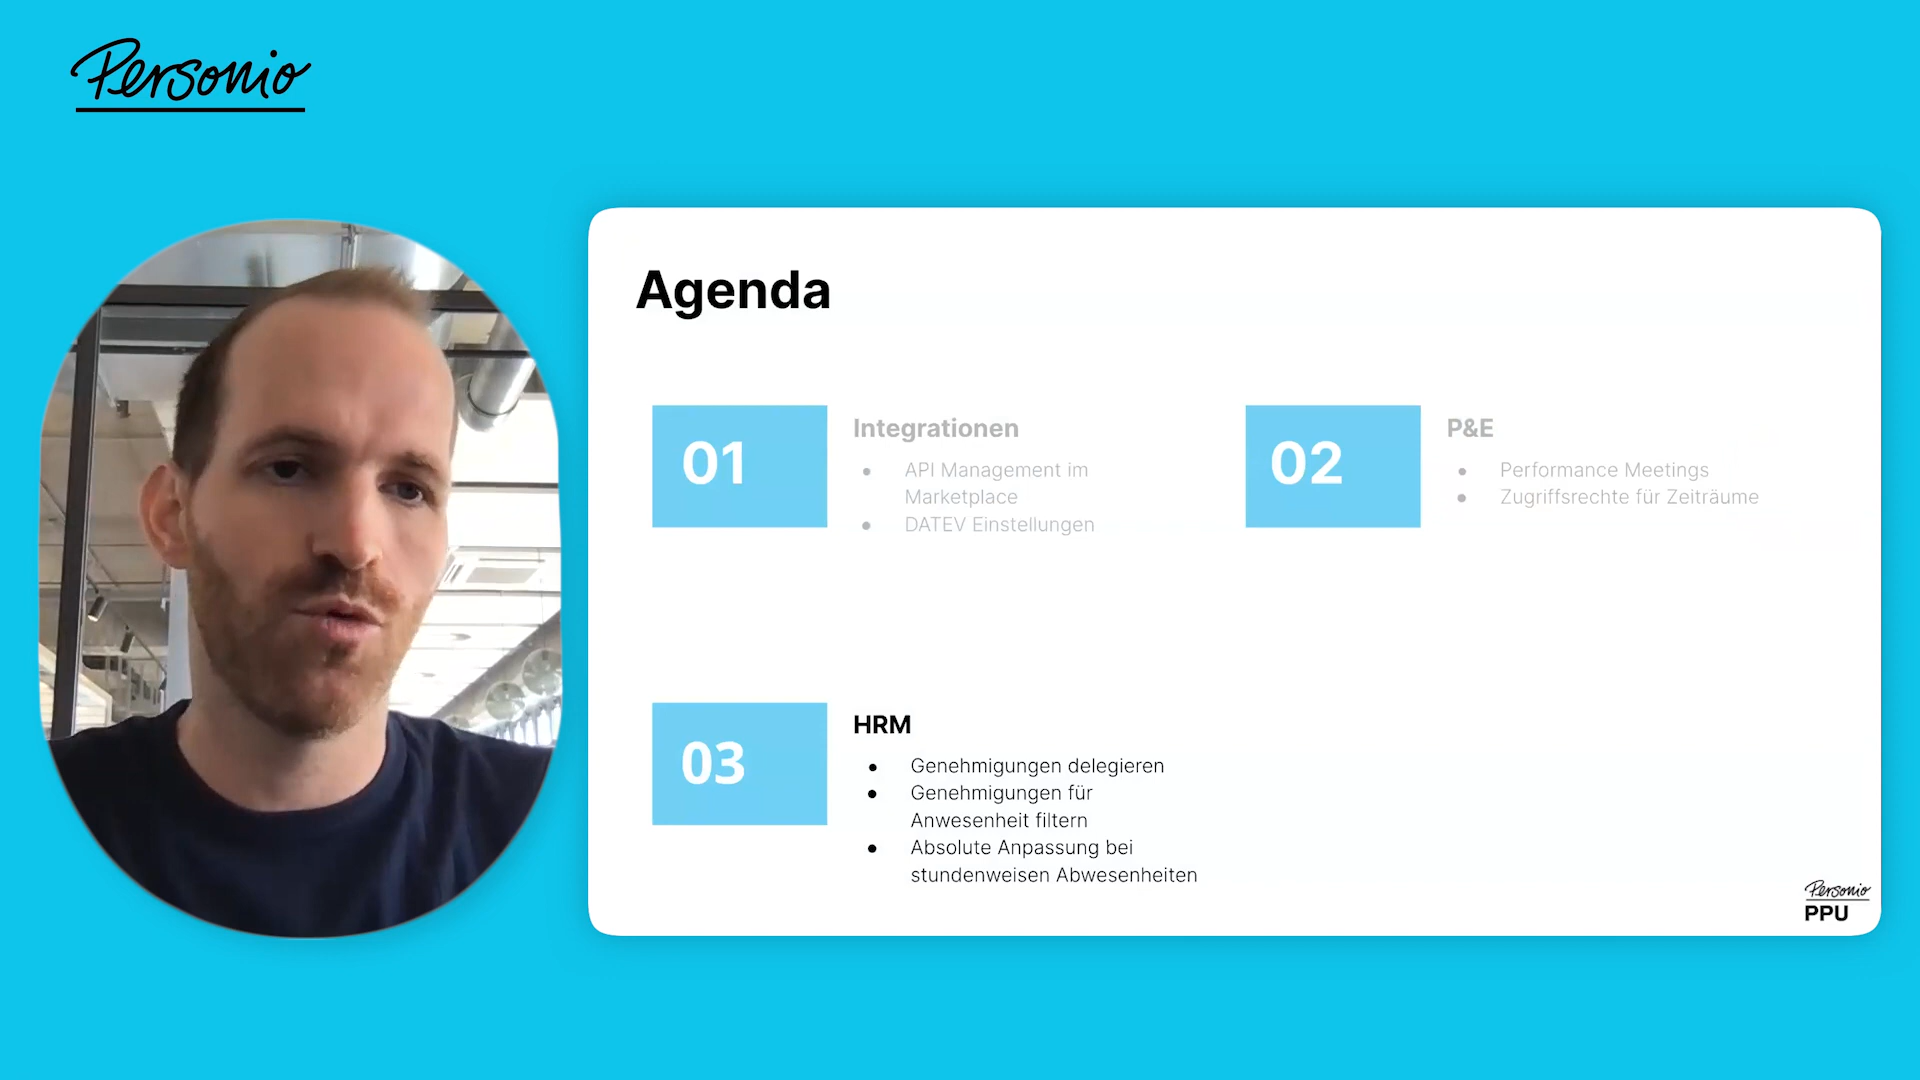 Personio
Agenda
01
Integrationen
● API Management im
Marketplace
● DATEV Einstellungen
02
P&E
● Performance Meetings
● Zugriffsrechte für Zeiträume
03
HRM
● Genehmigungen delegieren
● Genehmigungen für
Anwesenheit filtern
● Absolute Anpassung bei
stundenweisen Abwesenheiten
Personio
PPU